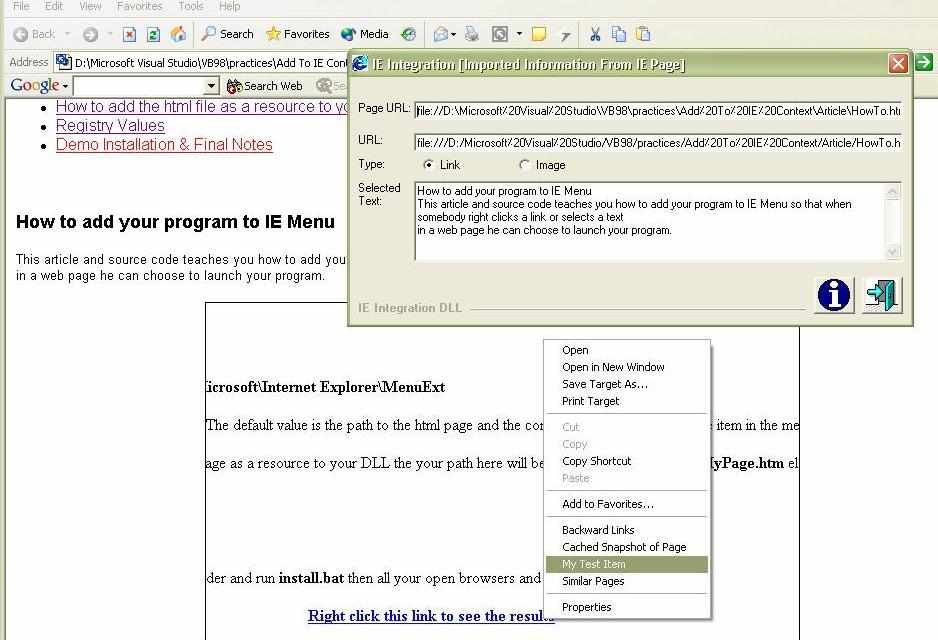 File Edit View Favorites Tools Help
Back Search Favorites Media
Address D:\Microsoft Visual Studio\VB98\practices\Add To IE Con
Google Search Web
How to add the html file as a resource to yo
Registry Values
Demo Installation & Final Notes
How to add your program to IE Menu
This article and source code teaches you how to add you
in a web page he can choose to launch your program.
IE Integration [Imported Information From IE Page]
Page URL: file://D:\Microsoft%20Visual%20Studio\VB98\practices\Add%20To%20IE%20Context\Article\HowTo.ht
URL: file:///D:/Microsoft%20Visual%20Studio/VB98/practices/Add%20To%20IE%20Context/Article/HowTo.h
Type: Link Image
Selected Text:
How to add your program to IE Menu
This article and source code teaches you how to add your program to IE Menu so that when
somebody right clicks a link or selects a text
in a web page he can choose to launch your program.
IE Integration DLL
icrosoft\Internet Explorer\MenuExt
The default value is the path to the html page and the co item in the me
age as a resource to your DLL the your path here will be yPage.htm el
der and run install.bat then all your open browsers and
Right click this link to see the results
Open
Open in New Window
Save Target As...
Print Target
Cut
Copy
Copy Shortcut
Paste
Add to Favorites...
Backward Links
Cached Snapshot of Page
My Test Item
Similar Pages
Properties